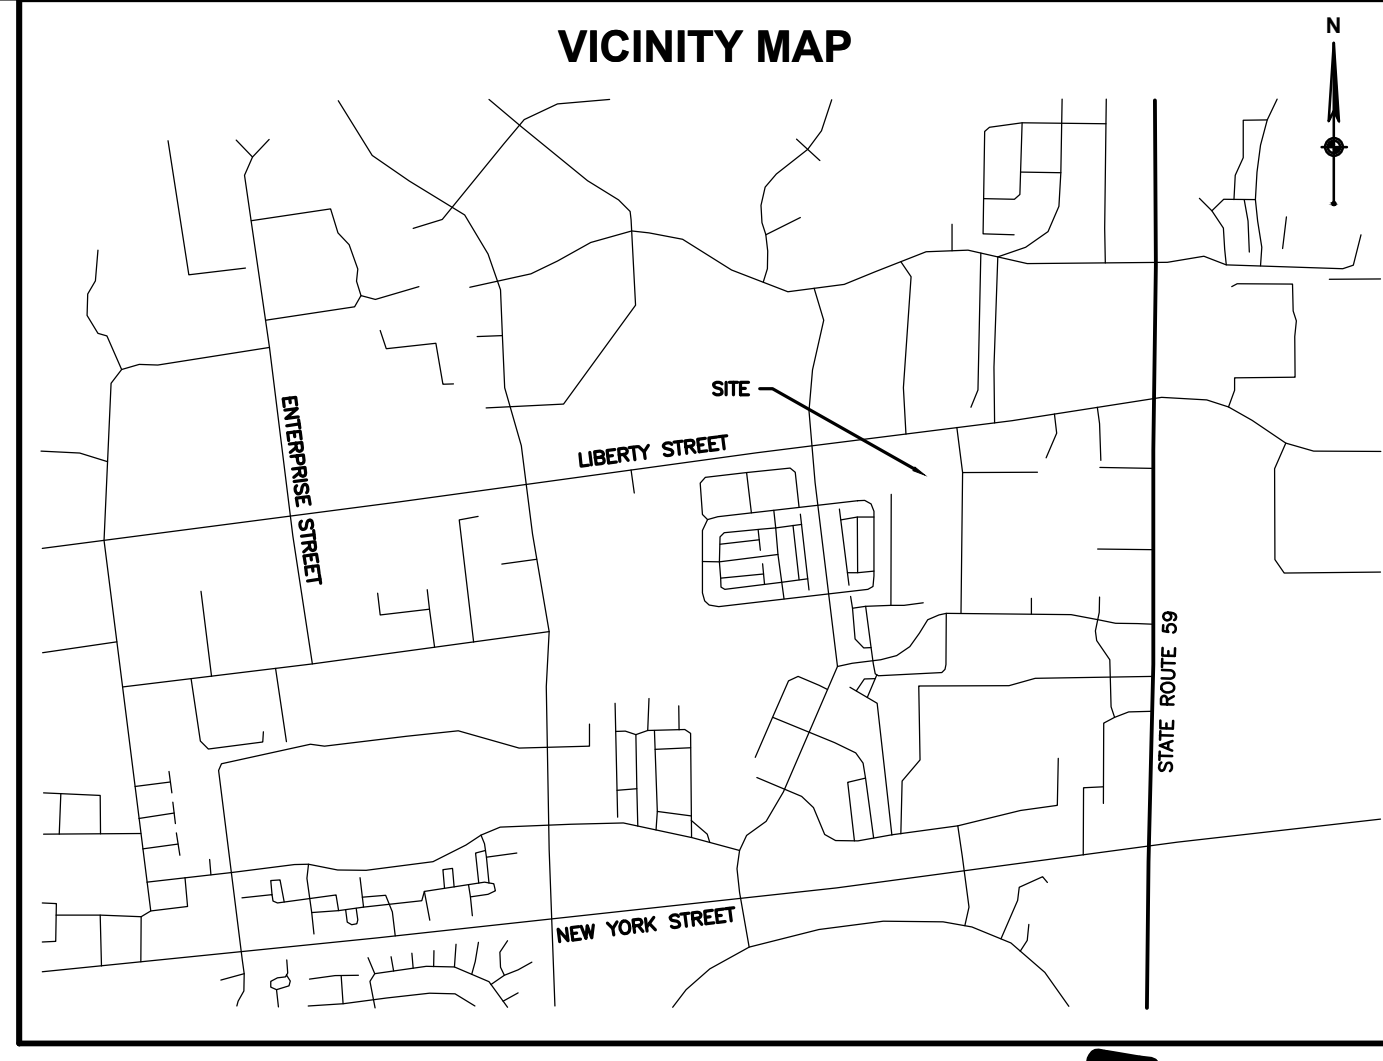 VICINITY MAP
N
SITE
ENTERPRISE STREET
LIBERTY STREET
STATE ROUTE 59
NEW YORK STREET